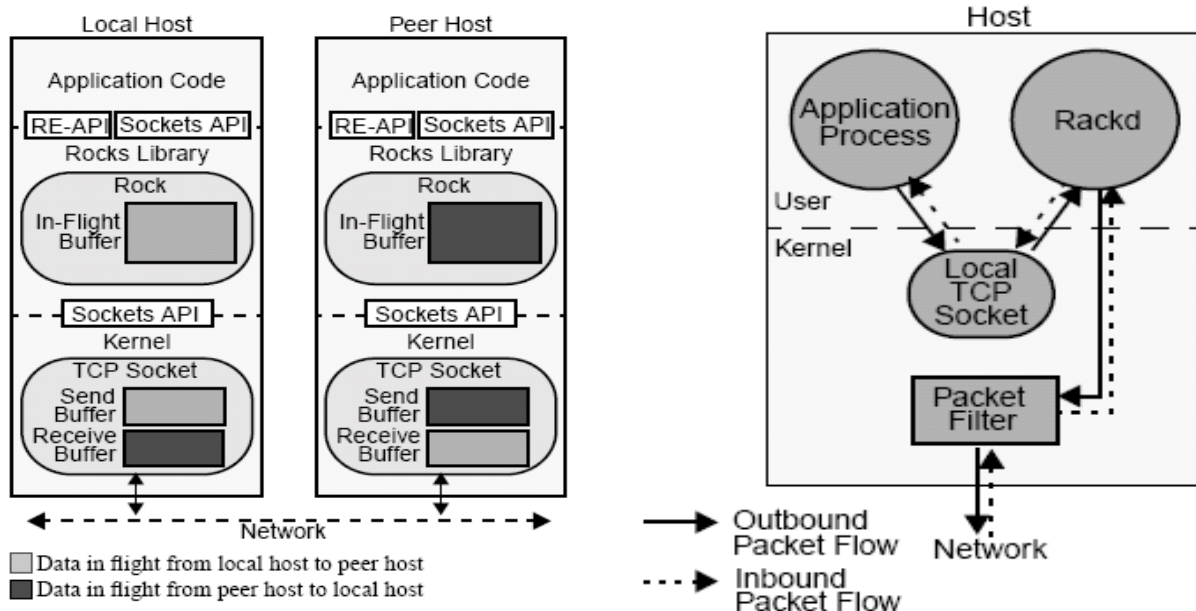 Local Host
Application Code
RE-API Sockets API
Rocks Library
Rock
In-Flight
Buffer
Sockets API
Kernel
TCP Socket
Send
Buffer
Receive
Buffer
Peer Host
Application Code
RE-API Sockets API
Rocks Library
Rock
In-Flight
Buffer
Sockets API
Kernel
TCP Socket
Send
Buffer
Receive
Buffer
Network
Data in flight from local host to peer host
Data in flight from peer host to local host
Host
Application
Process
Rackd
User
Kernel
Local
TCP
Socket
Packet
Filter
Network
Outbound
Packet Flow
Inbound
Packet Flow